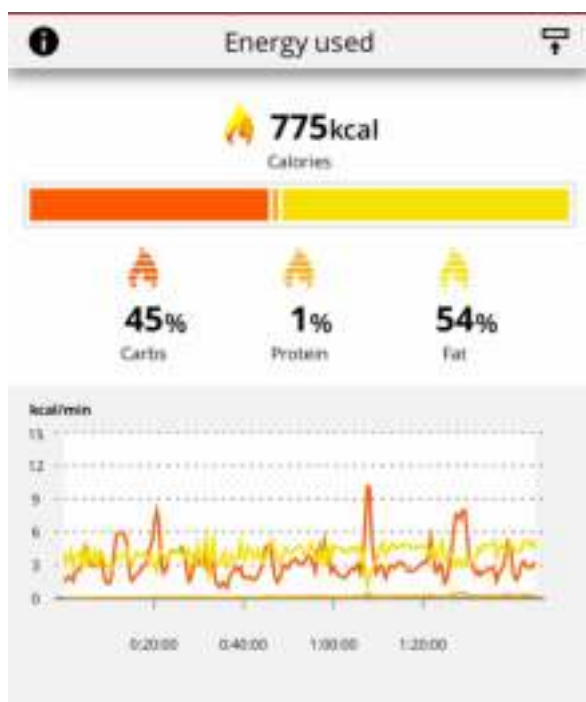 Energy used
775kcal
Calories
45% 1% 54%
Carbs Protein Fat
kcal/min
15
12
9
6
3
0
0:20:00 0:40:00 1:00:00 1:20:00